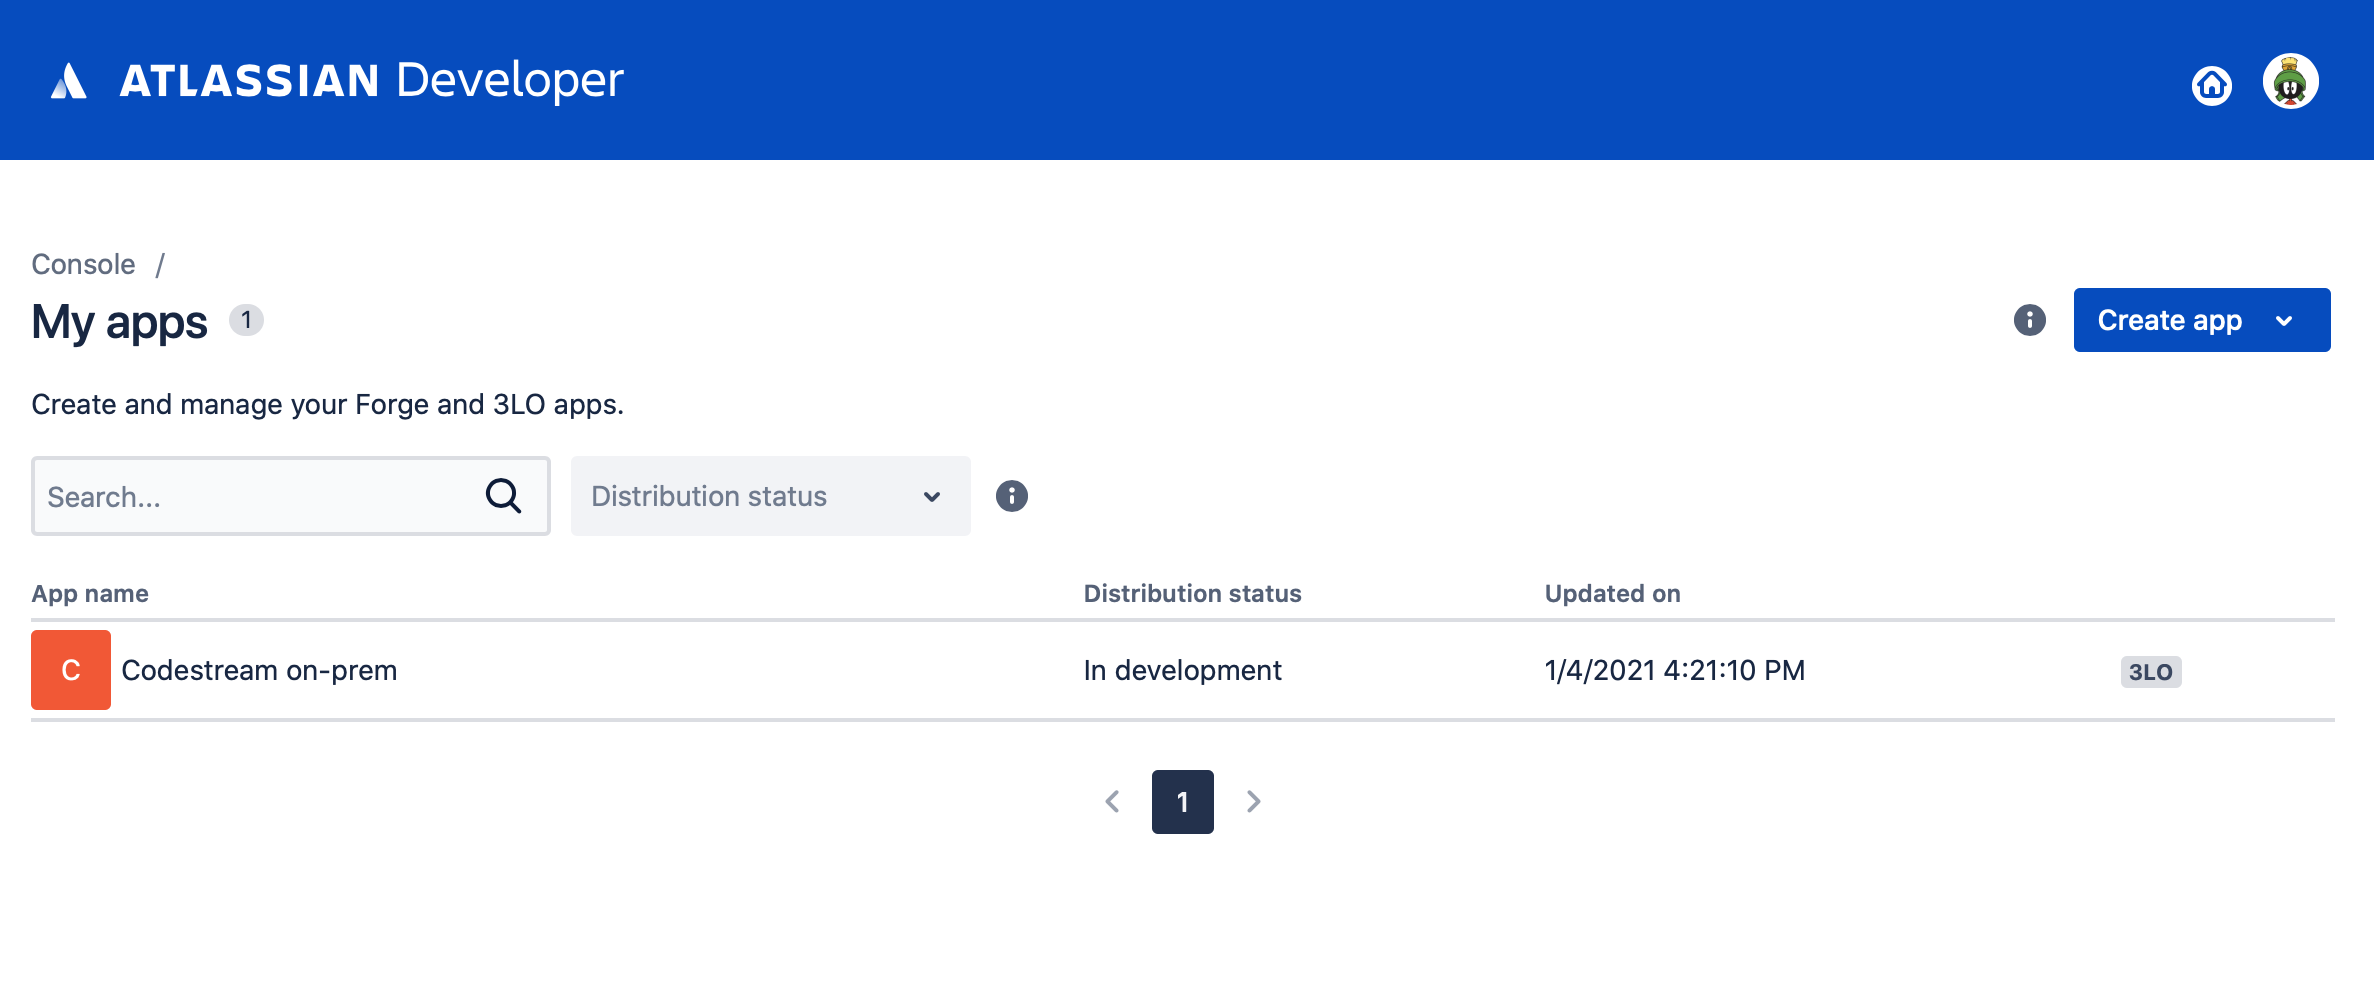 ATLASSIAN Developer
Console /
My apps 1
Create app
Create and manage your Forge and 3LO apps.
Search...
Distribution status
App name Distribution status Updated on
C Codestream on-prem In development 1/4/2021 4:21:10 PM 3LO
1